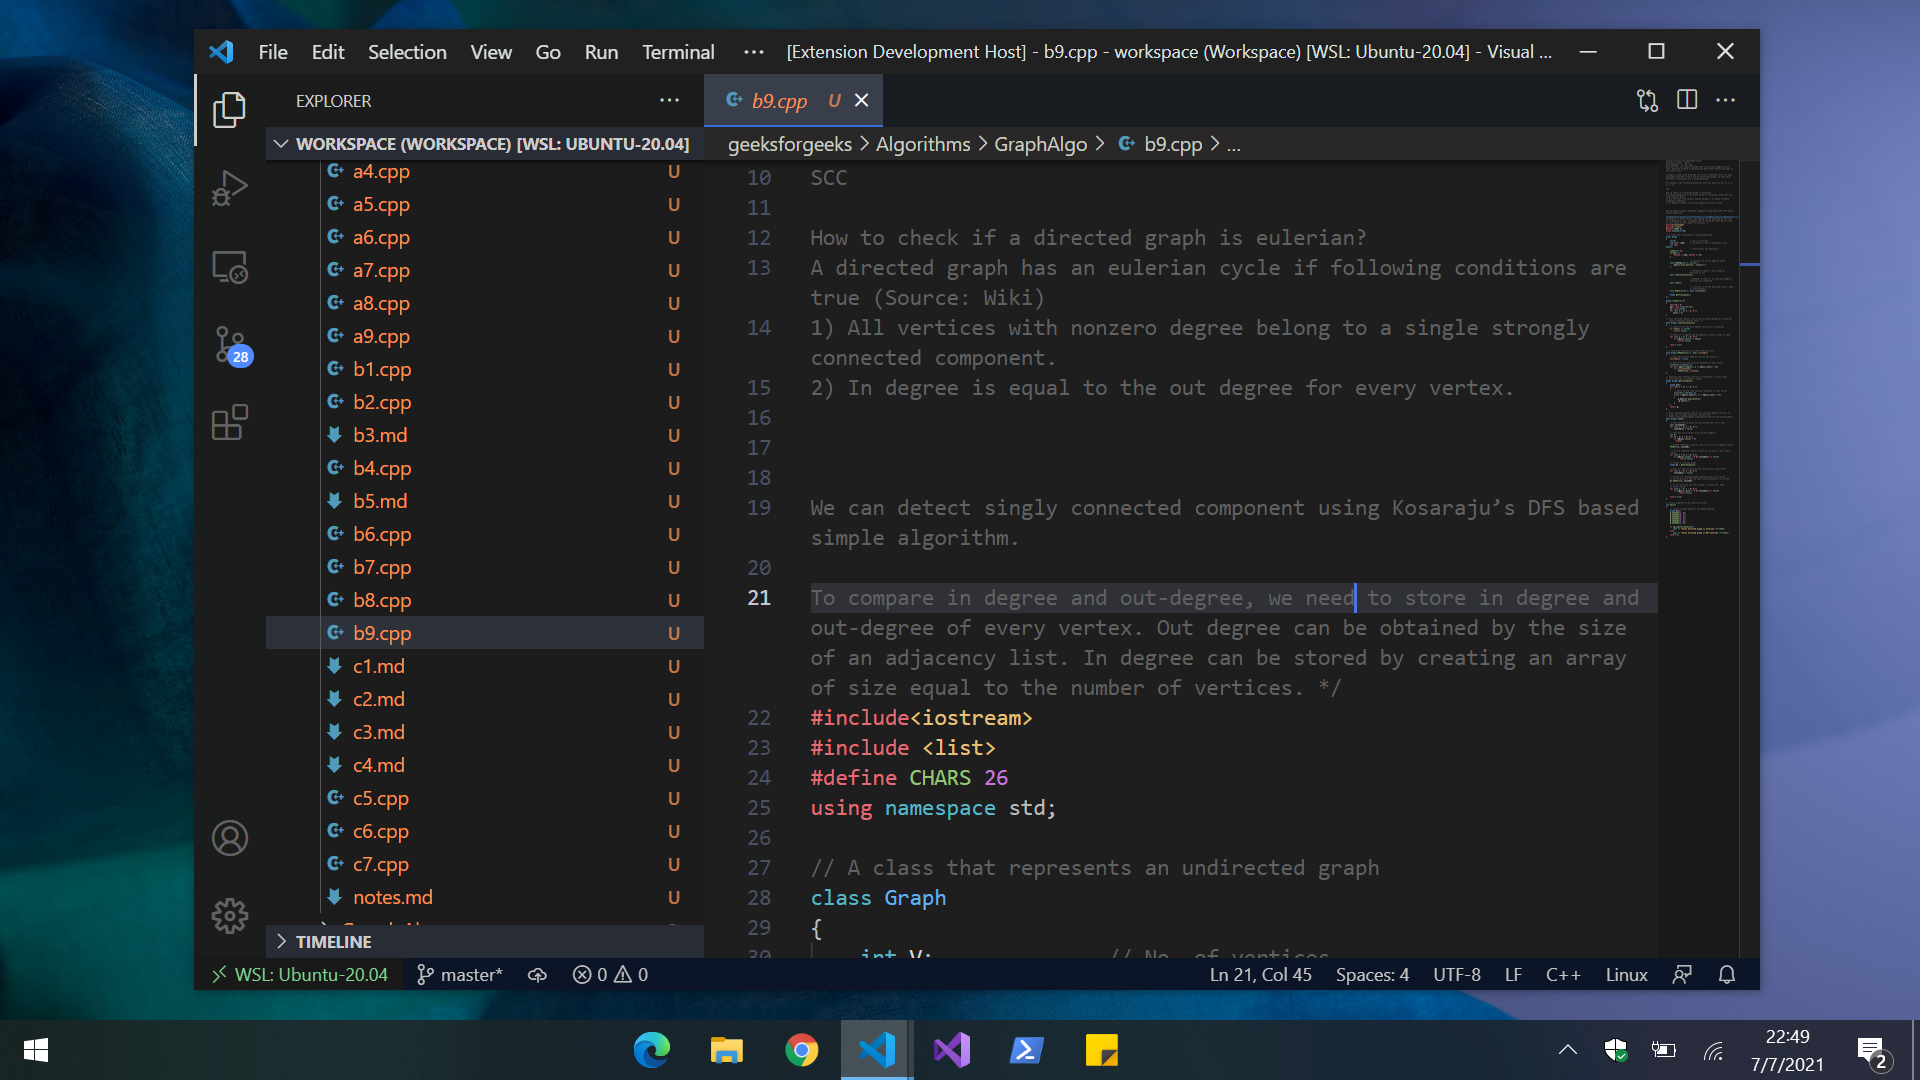 File Edit Selection View Go Run Terminal ··· [Extension Development Host] - b9.cpp - workspace (Workspace) [WSL: Ubuntu-20.04] - Visual ...
EXPLORER
WORKSPACE (WORKSPACE) [WSL: UBUNTU-20.04]
a4.cpp U
a5.cpp U
a6.cpp U
a7.cpp U
a8.cpp U
a9.cpp U
b1.cpp U
b2.cpp U
b3.md U
b4.cpp U
b5.md U
b6.cpp U
b7.cpp U
b8.cpp U
b9.cpp U
c1.md U
c2.md U
c3.md U
c4.md U
c5.cpp U
c6.cpp U
c7.cpp U
notes.md U
TIMELINE
28
b9.cpp U
geeksforgeeks > Algorithms > GraphAlgo > b9.cpp > ...
10 SCC
11
12 How to check if a directed graph is eulerian?
13 A directed graph has an eulerian cycle if following conditions are
true (Source: Wiki)
14 1) All vertices with nonzero degree belong to a single strongly
connected component.
15 2) In degree is equal to the out degree for every vertex.
16
17
18
19 We can detect singly connected component using Kosaraju’s DFS based
simple algorithm.
20
21 To compare in degree and out-degree, we need to store in degree and
out-degree of every vertex. Out degree can be obtained by the size
of an adjacency list. In degree can be stored by creating an array
of size equal to the number of vertices. */
22 #include<iostream>
23 #include <list>
24 #define CHARS 26
25 using namespace std;
26
27 // A class that represents an undirected graph
28 class Graph
29 {
30 int V; // No. of vertices
WSL: Ubuntu-20.04 master* 0 0 Ln 21, Col 45 Spaces: 4 UTF-8 LF C++ Linux
22:49
7/7/2021
2